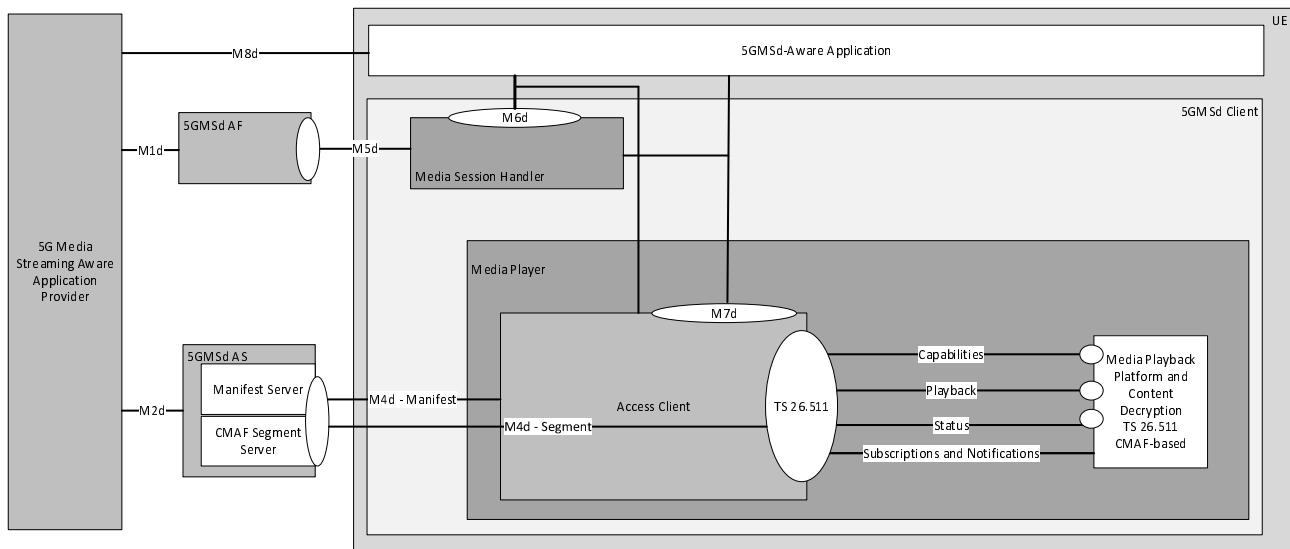 UE
M8d
5GMSd-Aware Application
5GMSd Client
5GMSd AF
M6d
M1d
M5d
Media Session Handler
5G Media
Streaming Aware
Application
Provider
Media Player
M7d
5GMSd AS
Manifest Server
CMAF Segment
Server
M2d
M4d - Manifest
M4d - Segment
Access Client
TS 26.511
Capabilities
Playback
Status
Subscriptions and Notifications
Media Playback
Platform and
Content
Decryption
TS 26.511
CMAF-based